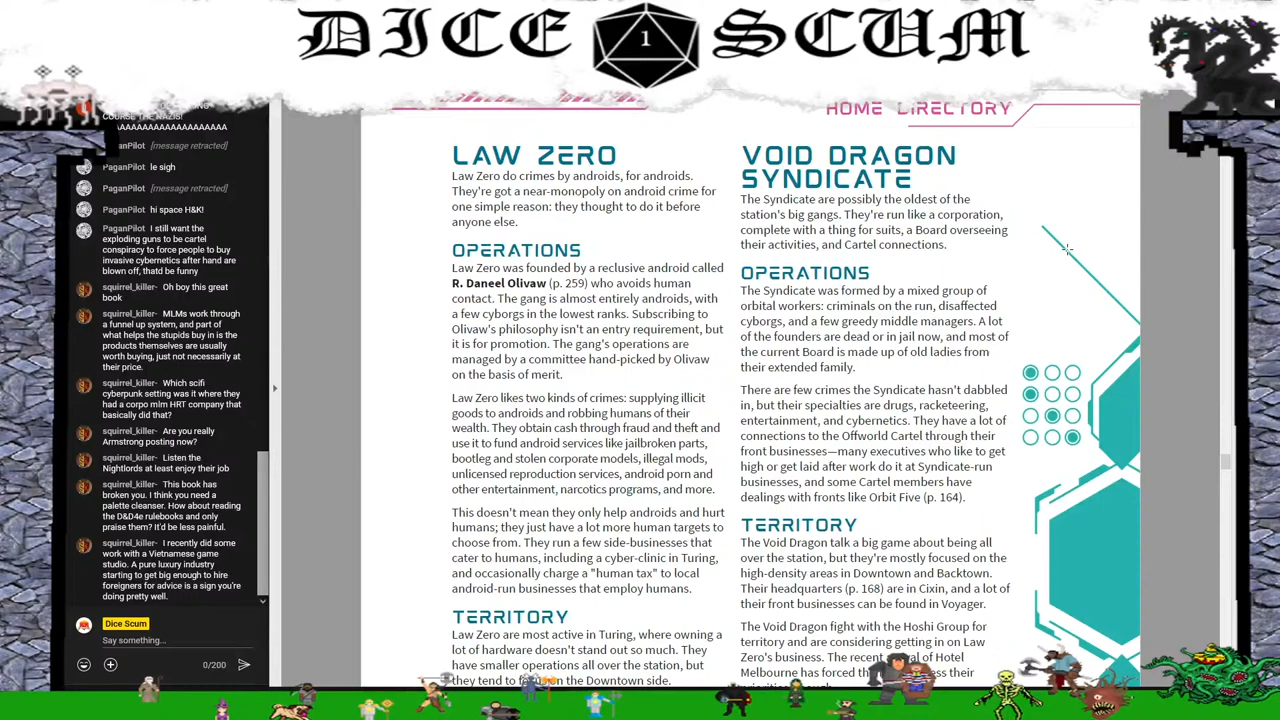 DICE SCUM
1
HOME DIRECTORY
COURSE THE NAZIS!
AAAAAAAAAAAAAAAAAAAA
PaganPilot [message retracted]
PaganPilot le sigh
PaganPilot [message retracted]
PaganPilot hi space H&K!
PaganPilot I still want the
exploding guns to be cartel
conspiracy to force people to buy
invasive cybernetics after hand are
blown off, thatd be funny
squirrel_killer- Oh boy this great
book
squirrel_killer- MLMs work through
a funnel up system, and part of
what helps the stupids buy in is the
products themselves are usually
worth buying, just not necessarily at
their price.
squirrel_killer- Which scifi
cyberpunk setting was it where they
had a corpo mlm HRT company that
basically did that?
squirrel_killer- Are you really
Armstrong posting now?
squirrel_killer- Listen the
Nightlords at least enjoy their job
squirrel_killer- This book has
broken you. I think you need a
palette cleanser. How about reading
the D&D4e rulebooks and only
praise them? It'd be less painful.
squirrel_killer- I recently did some
work with a Vietnamese game
studio. A pure luxury industry
starting to get big enough to hire
foreigners for advice is a sign you're
doing pretty well.
Dice Scum
Say something...
0/200
LAW ZERO
Law Zero do crimes by androids, for androids.
They've got a near-monopoly on android crime for
one simple reason: they thought to do it before
anyone else.
OPERATIONS
Law Zero was founded by a reclusive android called
R. Daneel Olivaw (p. 259) who avoids human
contact. The gang is almost entirely androids, with
a few cyborgs in the lowest ranks. Subscribing to
Olivaw's philosophy isn't an entry requirement, but
it is for promotion. The gang's operations are
managed by a committee hand-picked by Olivaw
on the basis of merit.
Law Zero likes two kinds of crimes: supplying illicit
goods to androids and robbing humans of their
wealth. They obtain cash through fraud and theft and
use it to fund android services like jailbroken parts,
bootleg and stolen corporate models, illegal mods,
unlicensed reproduction services, android porn and
other entertainment, narcotics programs, and more.
This doesn't mean they only help androids and hurt
humans; they just have a lot more human targets to
choose from. They run a few side-businesses that
cater to humans, including a cyber-clinic in Turing,
and occasionally charge a "human tax" to local
android-run businesses that employ humans.
TERRITORY
Law Zero are most active in Turing, where owning a
lot of hardware doesn't stand out so much. They
have smaller operations all over the station, but
they tend to on the Downtown side.
VOID DRAGON
SYNDICATE
The Syndicate are possibly the oldest of the
station's big gangs. They're run like a corporation,
complete with a thing for suits, a Board overseeing
their activities, and Cartel connections.
OPERATIONS
The Syndicate was formed by a mixed group of
orbital workers: criminals on the run, disaffected
cyborgs, and a few greedy middle managers. A lot
of the founders are dead or in jail now, and most of
the current Board is made up of old ladies from
their extended family.
There are few crimes the Syndicate hasn't dabbled
in, but their specialties are drugs, racketeering,
entertainment, and cybernetics. They have a lot of
connections to the Offworld Cartel through their
front businesses—many executives who like to get
high or get laid after work do it at Syndicate-run
businesses, and some Cartel members have
dealings with fronts like Orbit Five (p. 164).
TERRITORY
The Void Dragon talk a big game about being all
over the station, but they're mostly focused on the
high-density areas in Downtown and Backtown.
Their headquarters (p. 168) are in Cixin, and a lot of
their front businesses can be found in Voyager.
The Void Dragon fight with the Hoshi Group for
territory and are considering getting in on Law
Zero's business. The recent of Hotel
Melbourne has forced their